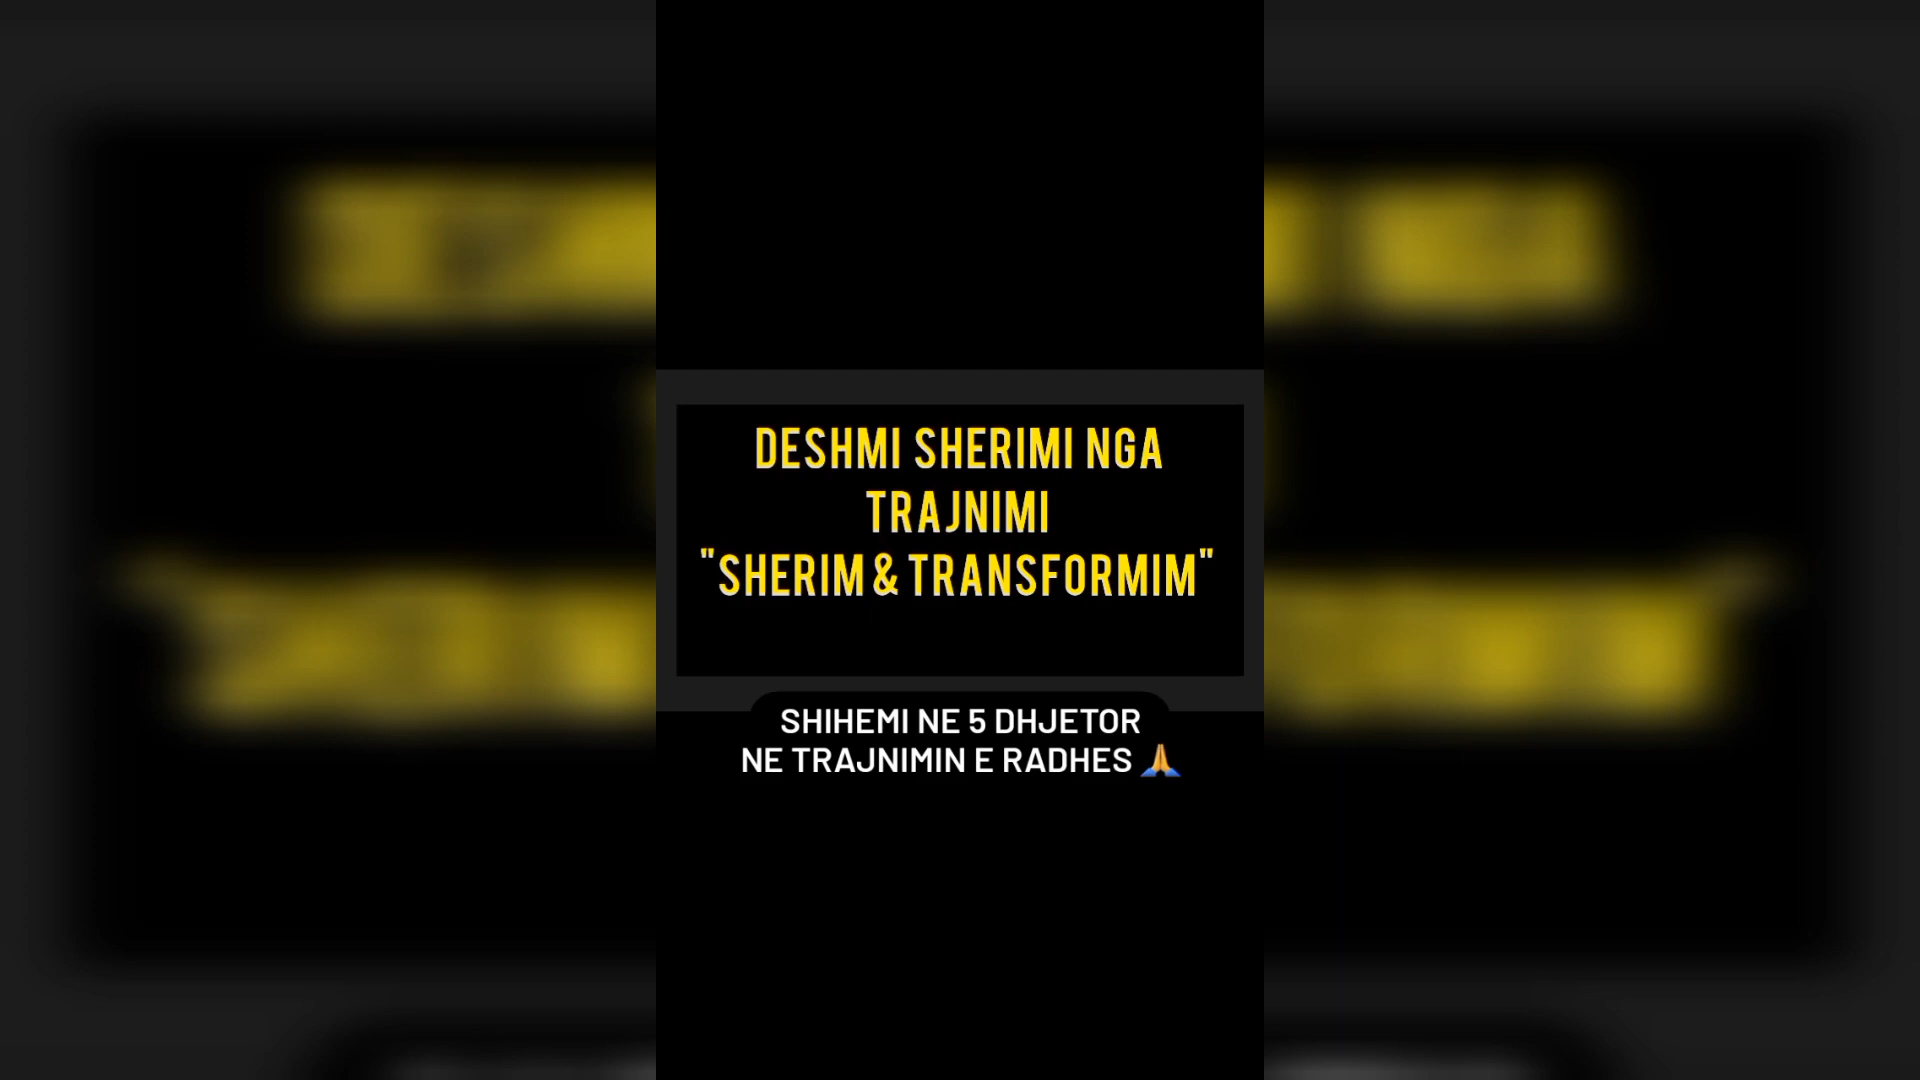 DESHMI SHERIMI NGA
TRAJNIMI
"SHERIM & TRANSFORMIM"
SHIHEMI NE 5 DHJETOR
NE TRAJNIMIN E RADHES 🙏